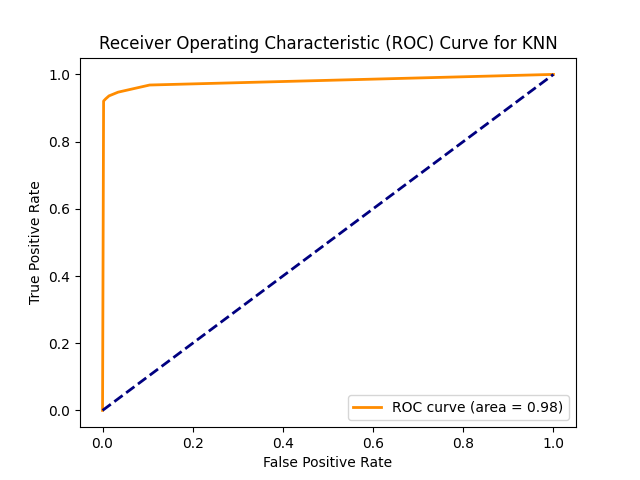 Receiver Operating Characteristic (ROC) Curve for KNN
1.0
0.8
0.6
0.4
0.2
0.0
True Positive Rate
ROC curve (area = 0.98)
0.0 0.2 0.4 0.6 0.8 1.0
False Positive Rate